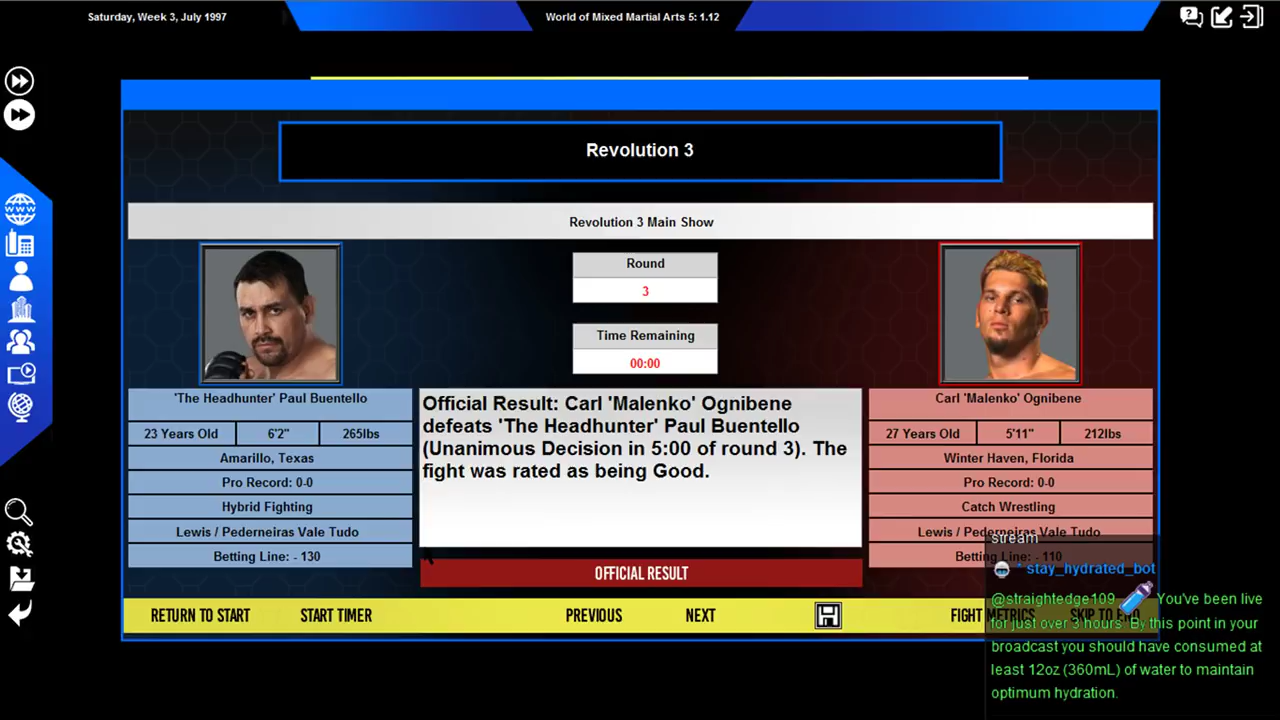 Saturday, Week 3, July 1997
World of Mixed Martial Arts 5: 1.12
Revolution 3
Revolution 3 Main Show
Round
3
Time Remaining
00:00
'The Headhunter' Paul Buentello
23 Years Old
6'2"
265lbs
Amarillo, Texas
Pro Record: 0-0
Hybrid Fighting
Lewis / Pederneiras Vale Tudo
Betting Line: - 130
Official Result: Carl 'Malenko' Ognibene
defeats 'The Headhunter' Paul Buentello
(Unanimous Decision in 5:00 of round 3). The
fight was rated as being Good.
OFFICIAL RESULT
Carl 'Malenko' Ognibene
27 Years Old
5'11"
212lbs
Winter Haven, Florida
Pro Record: 0-0
Catch Wrestling
Lewis / Pederneiras Vale Tudo
Betting Line: - 110
RETURN TO START
START TIMER
PREVIOUS
NEXT
FIGHT METRICS
SKIP TO END
stream
stay_hydrated_bot
@straightedge109 You've been live
for just over 3 hours. By this point in your
broadcast you should have consumed at
least 12oz (360mL) of water to maintain
optimum hydration.
WWW